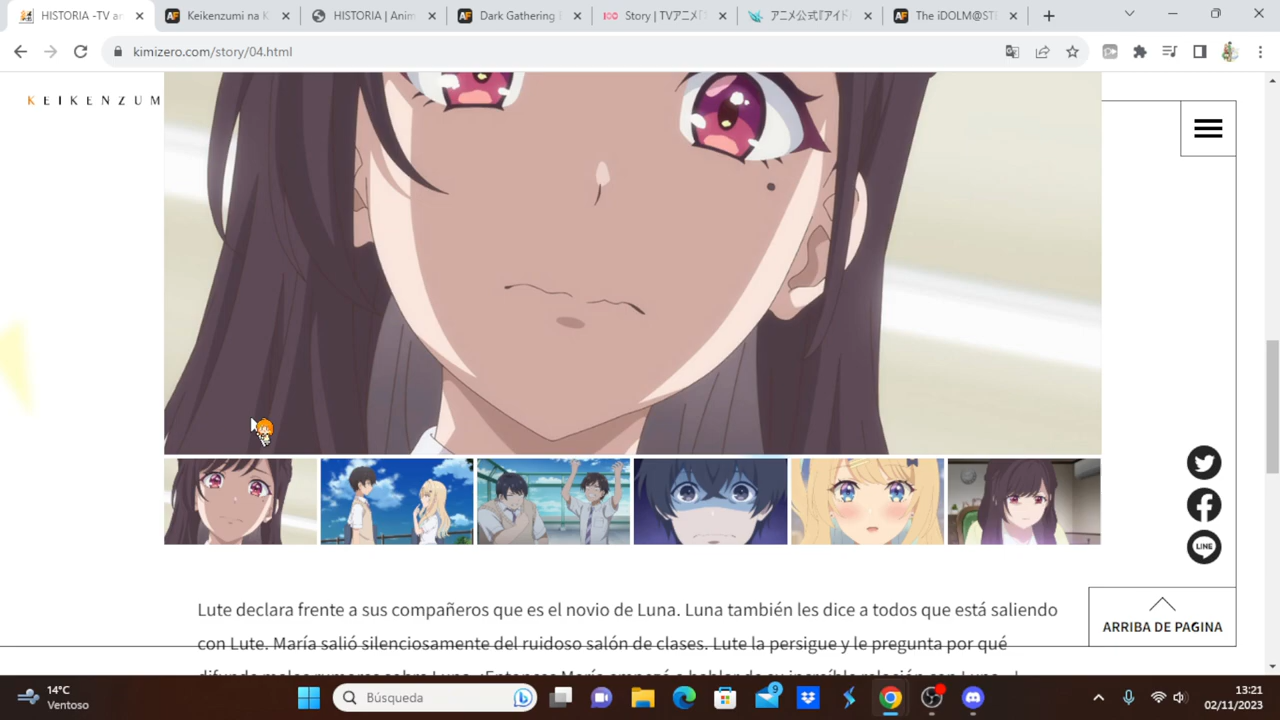 HISTORIA -TV an
Keikenzumi na K
HISTORIA | Anim
Dark Gathering
Story | TVアニメ
アニメ公式『アイド
The iDOLM@STE
kimizero.com/story/04.html
KEIKENZUM
Lute declara frente a sus compañeros que es el novio de Luna. Luna también les dice a todos que está saliendo
con Lute. María salió silenciosamente del ruidoso salón de clases. Lute la persigue y le pregunta por qué
LINE
ARRIBA DE PAGINA
14°C
Ventoso
Búsqueda
9
13:21
02/11/2023